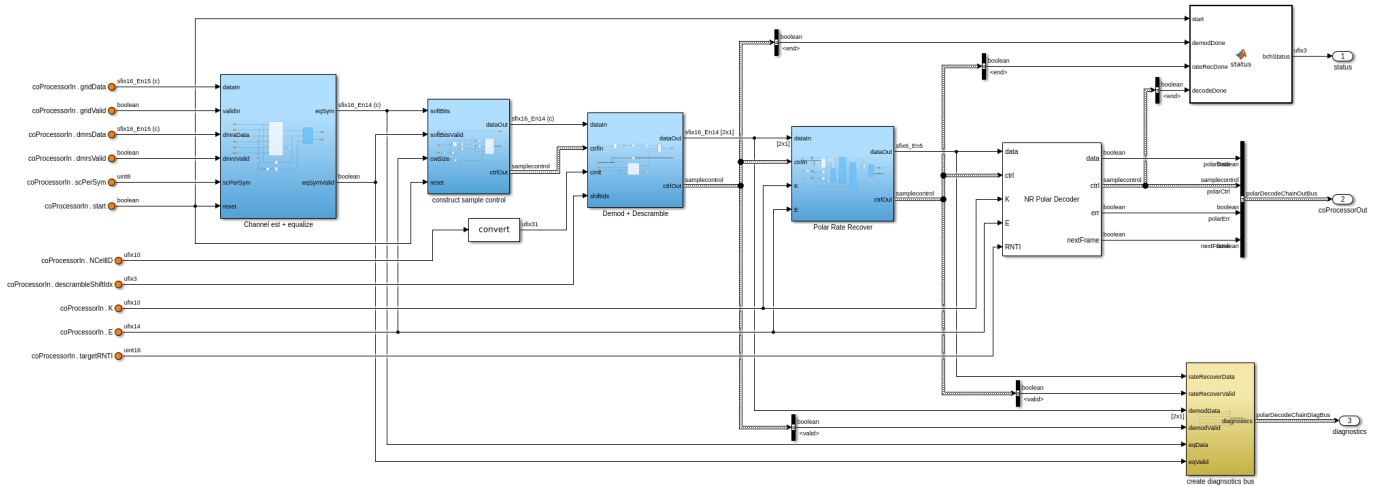 coProcessorIn . gridData
sfix16_En15 (c)
coProcessorIn . gridValid
boolean
coProcessorIn . dmrsData
sfix16_En15 (c)
coProcessorIn . dmrsValid
boolean
coProcessorIn . scPerSym
uint8
coProcessorIn . start
boolean
coProcessorIn . NCellID
ufix10
coProcessorIn . descrambleShiftIdx
ufix3
coProcessorIn . K
ufix10
coProcessorIn . E
ufix14
coProcessorIn . targetRNTI
uint16
dataIn
validIn
dmrsData
dmrsValid
scPerSym
reset
eqSym
eqSymValid
Channel est + equalize
sfix16_En14 (c)
boolean
softBits
softBitsValid
cwSize
reset
dataOut
ctrlOut
construct sample control
sfix16_En14 (c)
samplecontrol
convert
ufix31
dataIn
ctrlIn
cinit
shiftIdx
dataOut
ctrlOut
Demod + Descramble
sfix16_En14 [2x1]
samplecontrol
boolean
<end>
[2x1]
dataIn
ctrlIn
K
E
dataOut
ctrlOut
Polar Rate Recover
sfix6_En5
samplecontrol
boolean
<end>
data
ctrl
K
E
RNTI
NR Polar Decoder
data
ctrl
err
nextFrame
boolean
samplecontrol
boolean
boolean
boolean
<end>
samplecontrol
polarCtrl
boolean
polarErr
polarDecodeChainOutBus
2
coProcessorOut
start
demodDone
rateRecDone
decodeDone
status
bchStatus
ufix3
1
status
boolean
<valid>
boolean
<valid>
rateRecoverData
rateRecoverValid
demodData
[2x1]
demodValid
eqData
eqValid
diagnostics
create diagnsotics bus
polarDecodeChainDiagBus
3
diagnostics